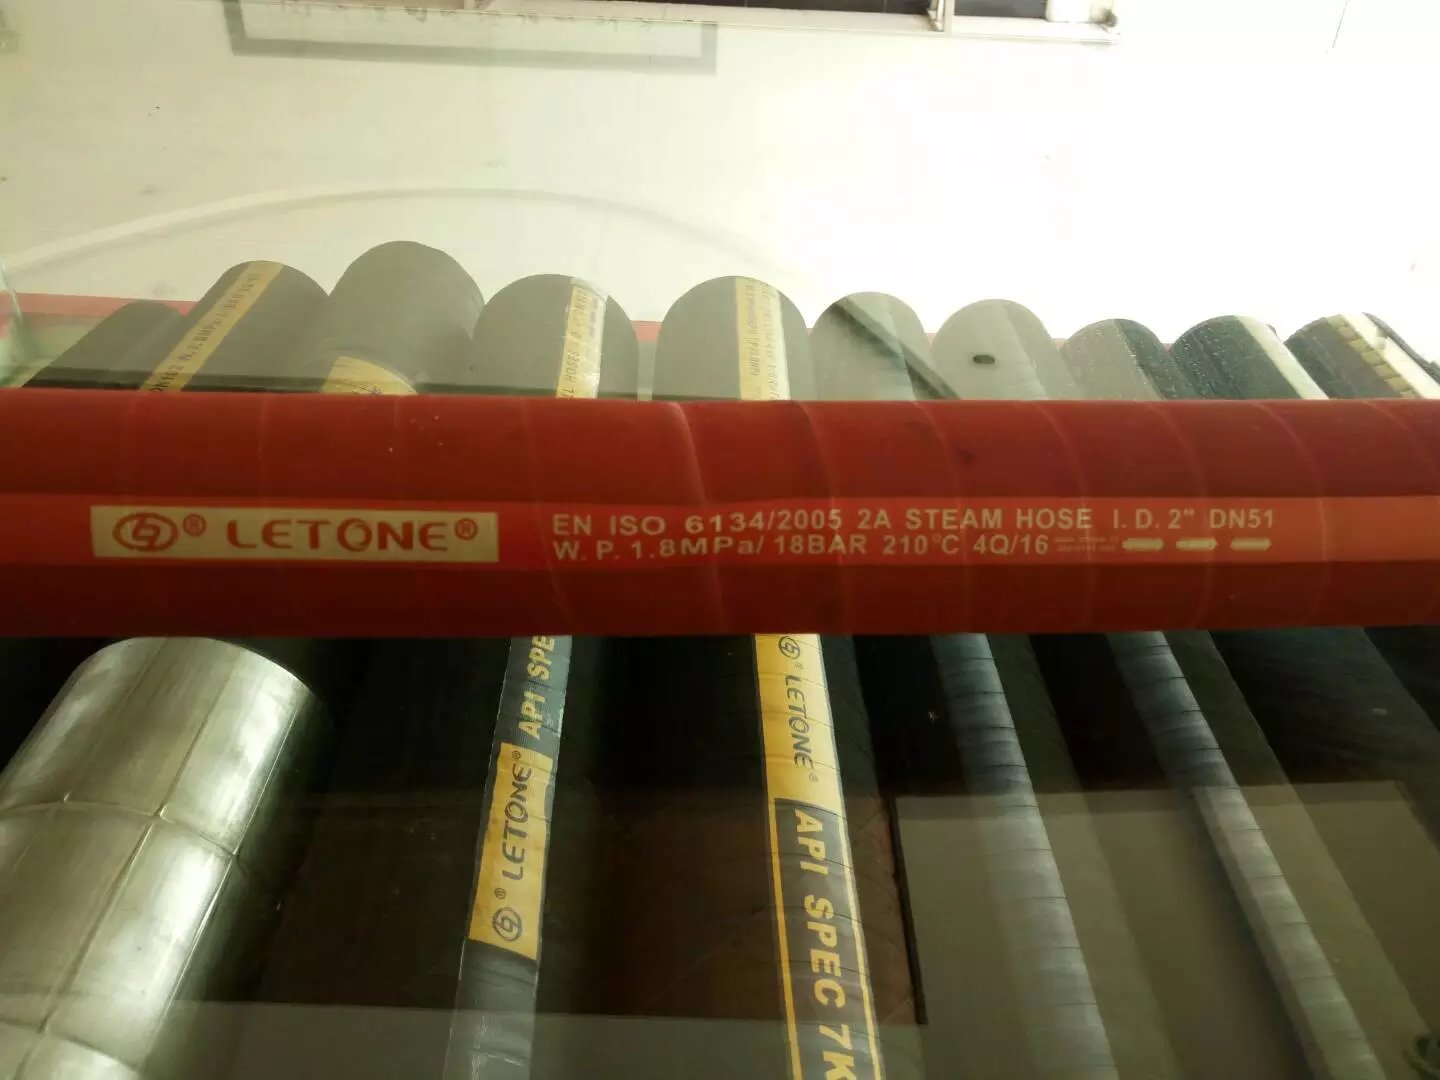 ® LETONE®
EN ISO 6134/2005 2A STEAM HOSE I.D. 2" DN51
W.P. 1.8MPa/ 18BAR 210°C 4Q/16
® LETONE® API SPE
® LETONE® API SPEC 7K